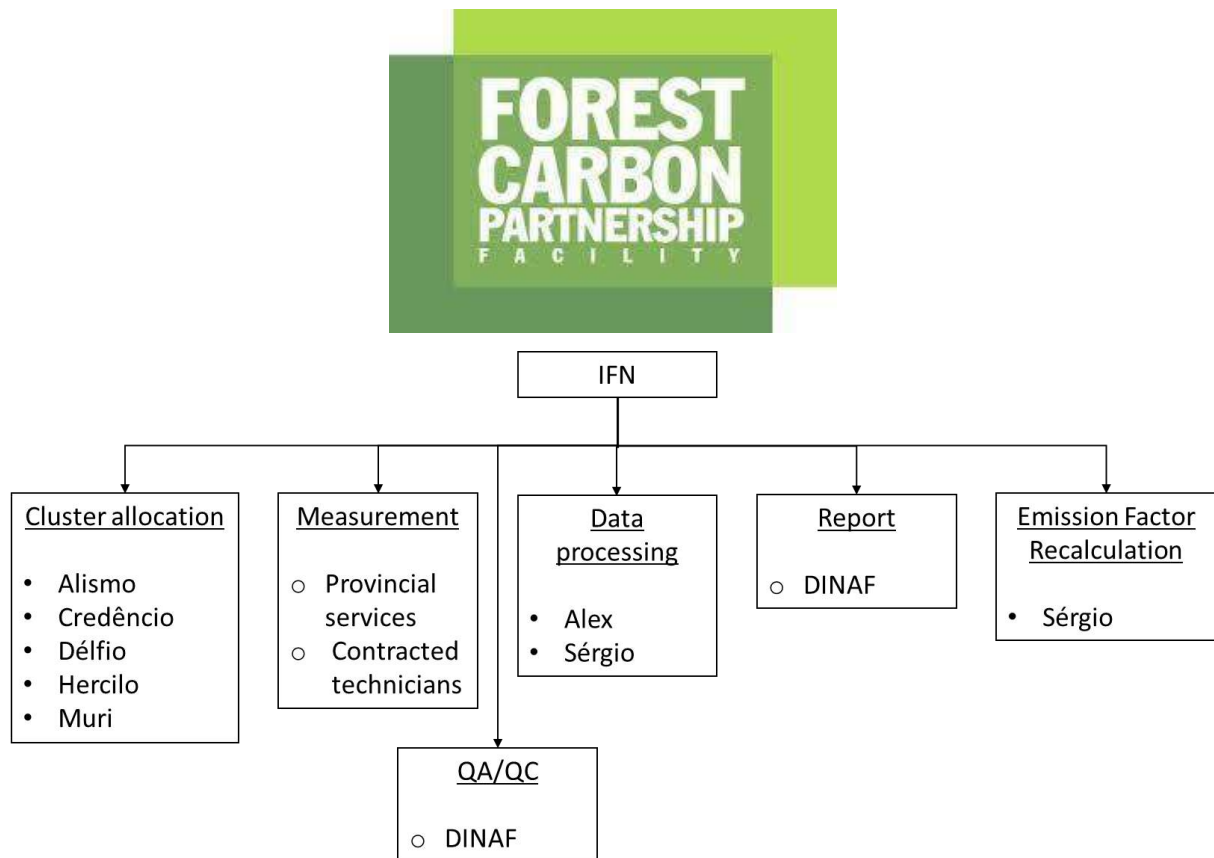 FOREST
CARBON
PARTNERSHIP
FACILITY
IFN
Cluster allocation
• Alismo
• Credêncio
• Délfio
• Hercilo
• Muri
Measurement
○ Provincial
services
○ Contracted
technicians
QA/QC
○ DINAF
Data
processing
• Alex
• Sérgio
Report
○ DINAF
Emission Factor
Recalculation
• Sérgio